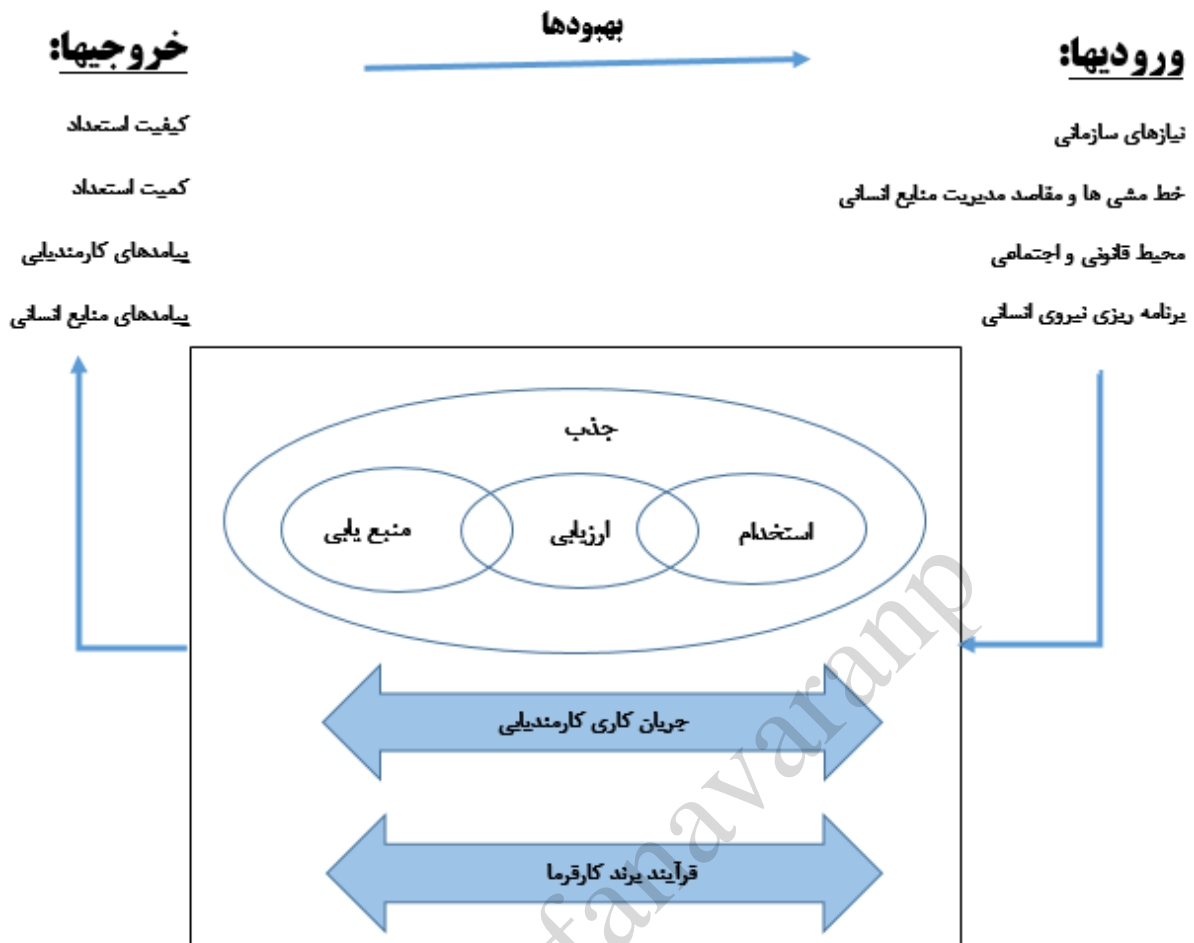 ورودیها:
نیازهای سازمانی
خط مشی ها و مقاصد مدیریت منابع انسانی
محیط قانونی و اجتماعی
برنامه ریزی نیروی انسانی
بهبودها
خروجیها:
کیفیت استعداد
کمیت استعداد
پیامدهای کارمندیابی
پیامدهای منابع انسانی
جذب
استخدام
ارزیابی
منبع یابی
جریان کاری کارمندیابی
فرآیند برند کارفرما
fanavaranp